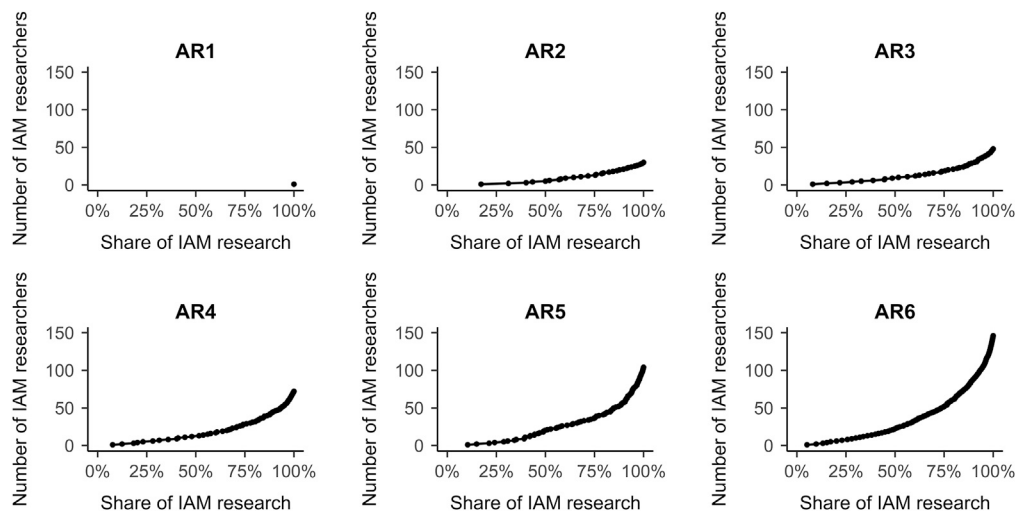 AR1
Number of IAM researchers
150
100
50
0
0% 25% 50% 75% 100%
Share of IAM research
AR2
Number of IAM researchers
150
100
50
0
0% 25% 50% 75% 100%
Share of IAM research
AR3
Number of IAM researchers
150
100
50
0
0% 25% 50% 75% 100%
Share of IAM research
AR4
Number of IAM researchers
150
100
50
0
0% 25% 50% 75% 100%
Share of IAM research
AR5
Number of IAM researchers
150
100
50
0
0% 25% 50% 75% 100%
Share of IAM research
AR6
Number of IAM researchers
150
100
50
0
0% 25% 50% 75% 100%
Share of IAM research